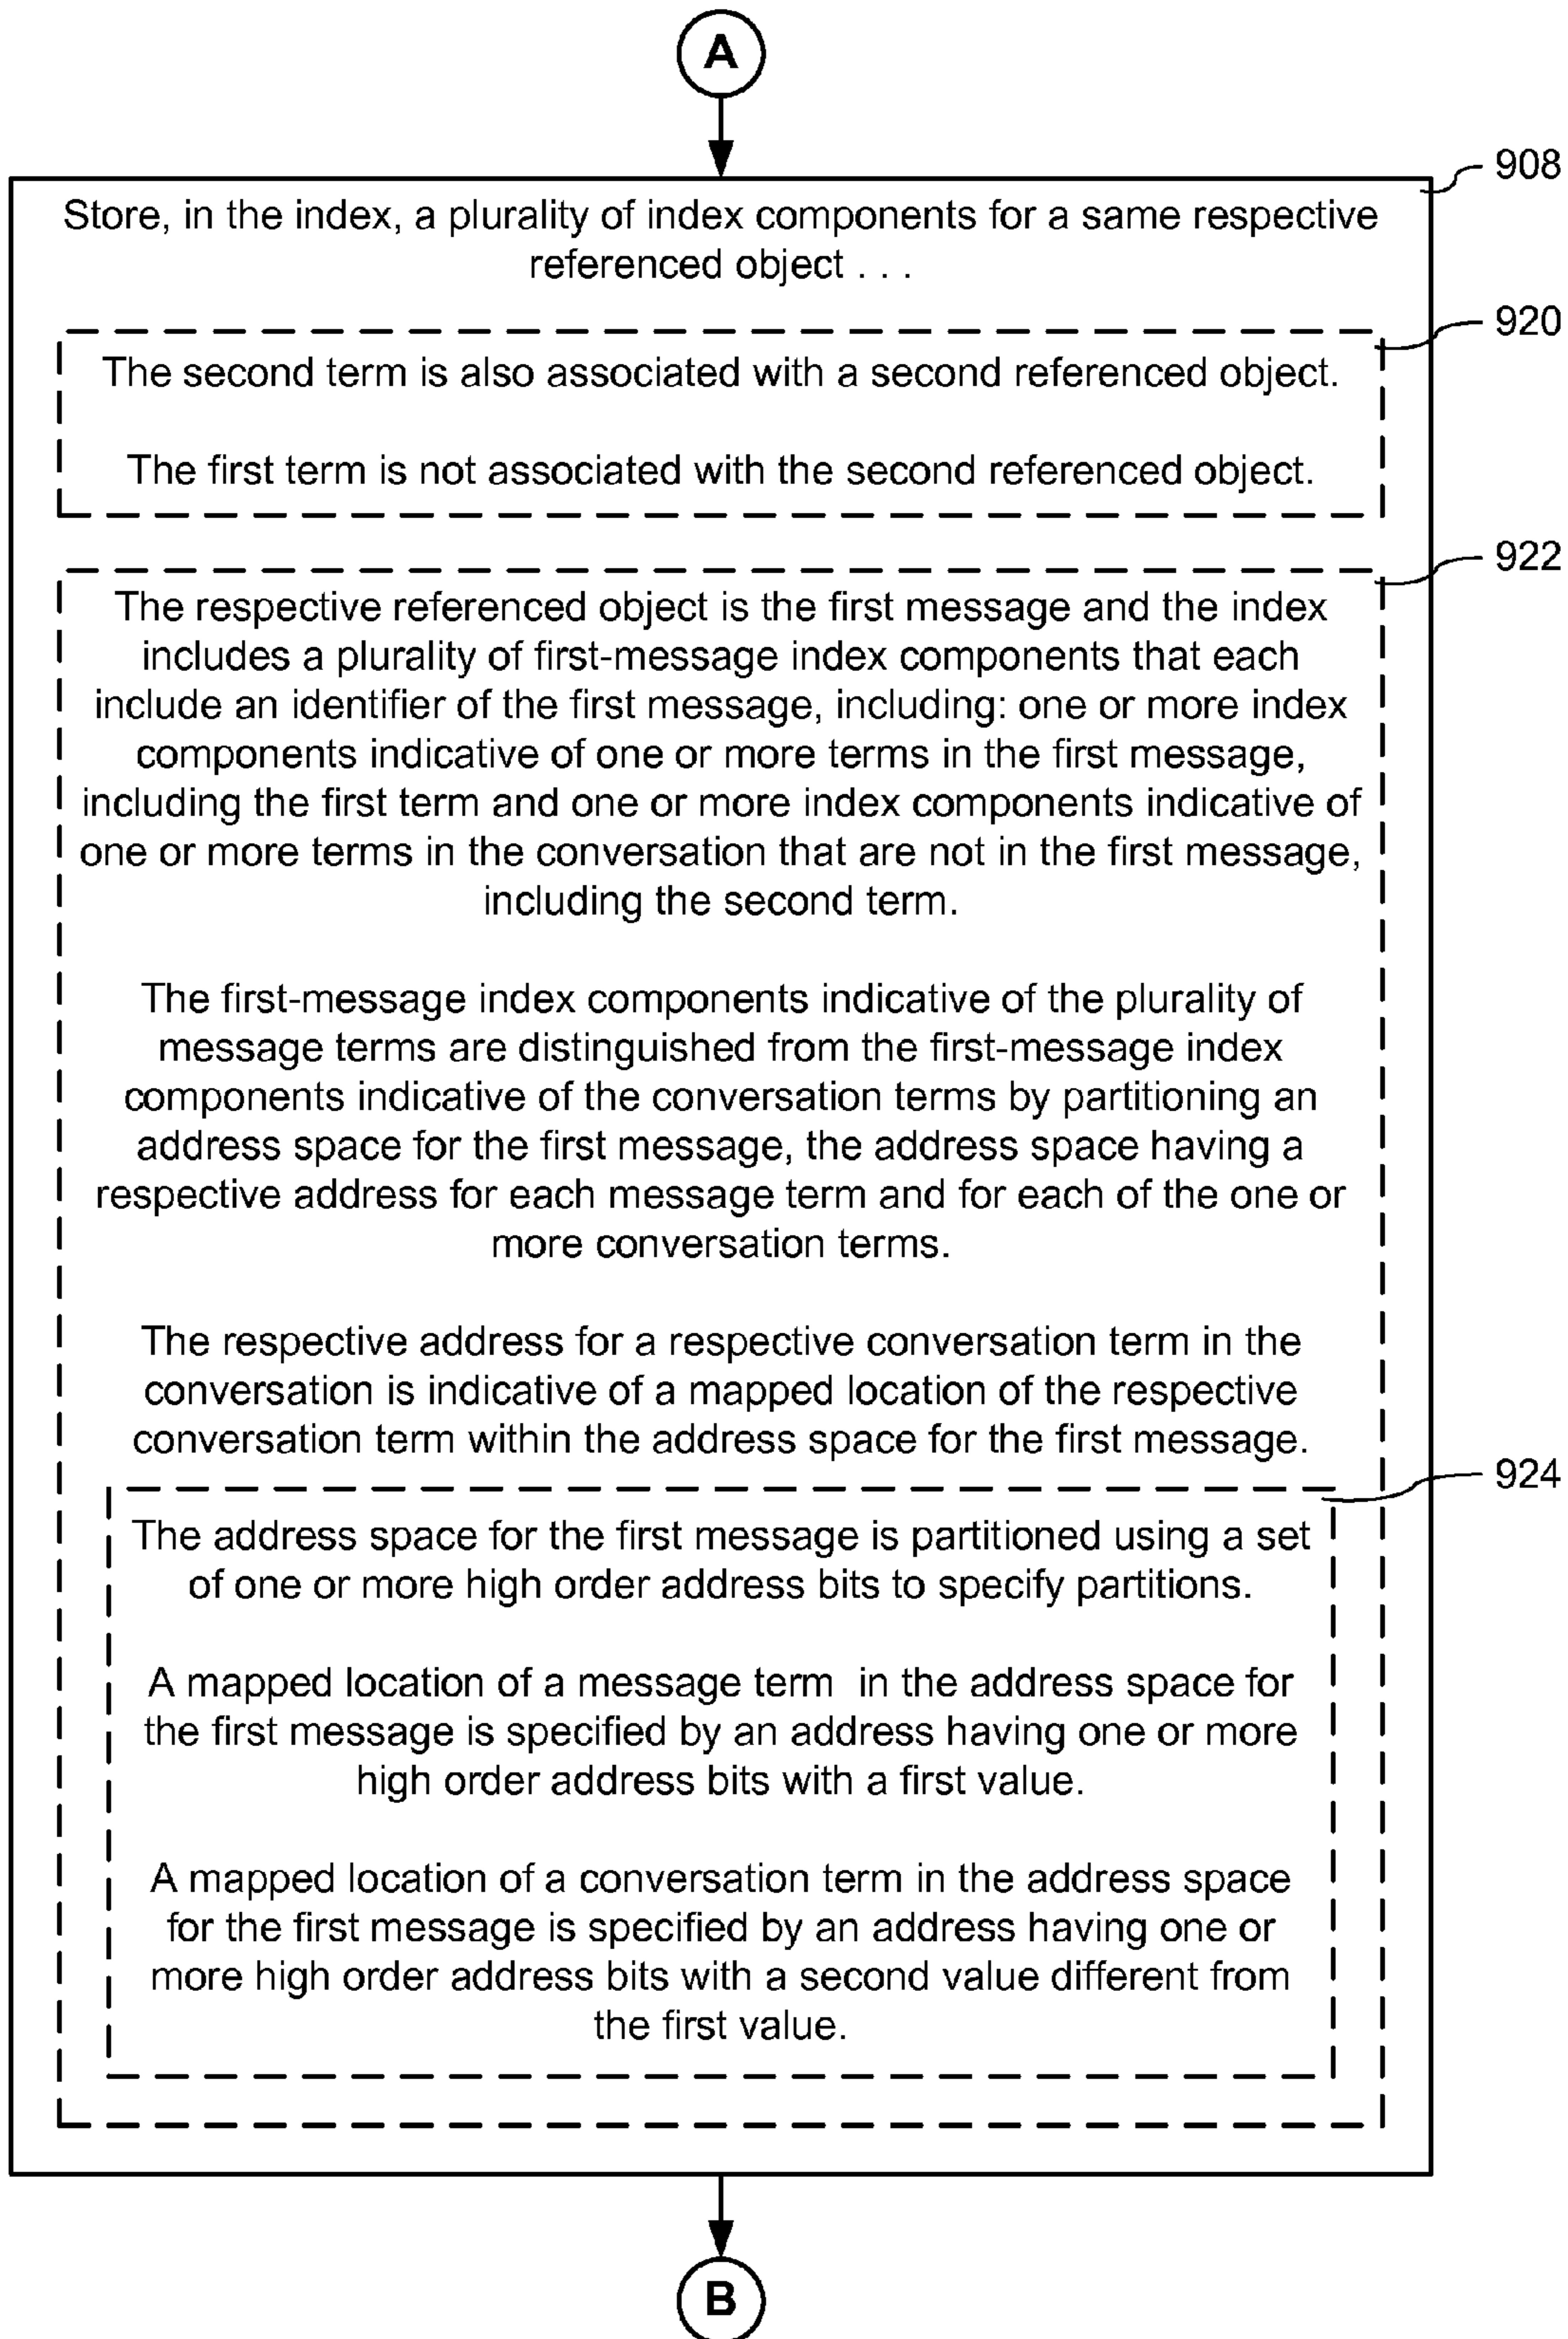 A
908
Store, in the index, a plurality of index components for a same respective
referenced object . . .
920
The second term is also associated with a second referenced object.
The first term is not associated with the second referenced object.
922
The respective referenced object is the first message and the index
includes a plurality of first-message index components that each
include an identifier of the first message, including: one or more index
components indicative of one or more terms in the first message,
including the first term and one or more index components indicative of
one or more terms in the conversation that are not in the first message,
including the second term.
The first-message index components indicative of the plurality of
message terms are distinguished from the first-message index
components indicative of the conversation terms by partitioning an
address space for the first message, the address space having a
respective address for each message term and for each of the one or
more conversation terms.
The respective address for a respective conversation term in the
conversation is indicative of a mapped location of the respective
conversation term within the address space for the first message.
924
The address space for the first message is partitioned using a set
of one or more high order address bits to specify partitions.
A mapped location of a message term  in the address space for
the first message is specified by an address having one or more
high order address bits with a first value.
A mapped location of a conversation term in the address space
for the first message is specified by an address having one or
more high order address bits with a second value different from
the first value.
B